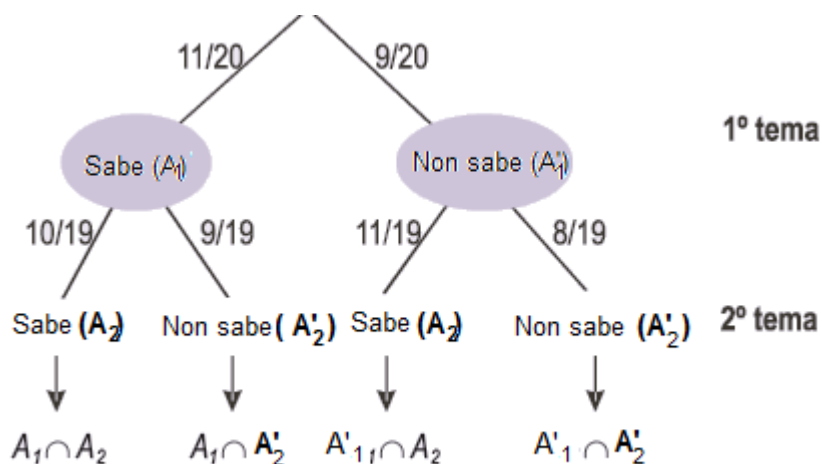 11/20 9/20
1º tema
Sabe (A₁) Non sabe (A'₁)
10/19 9/19 11/19 8/19
Sabe (A₂) Non sabe (A'₂) Sabe (A₂) Non sabe (A'₂) 2º tema
A₁∩A₂ A₁∩A'₂ A'₁₁∩A₂ A'₁∩A'₂